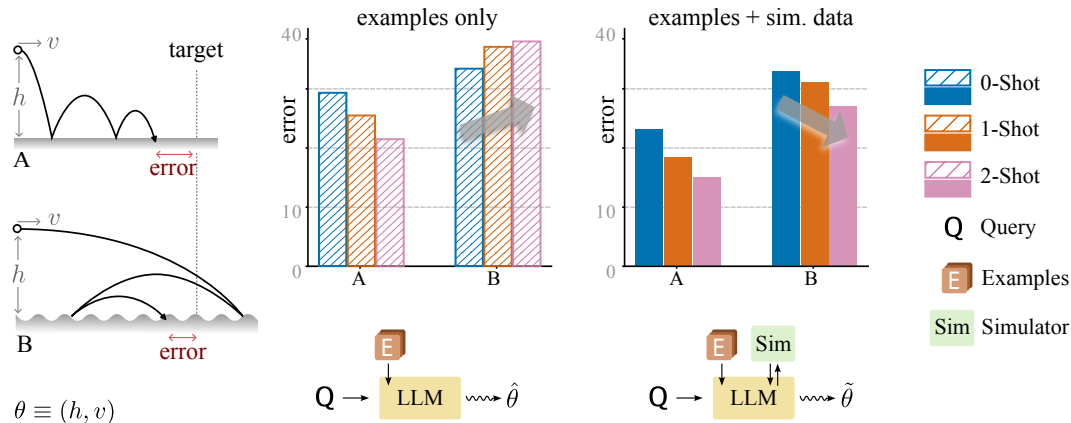 v
h
target
A
error
v
h
B
error
θ ≡ (h, v)
examples only
40
error
10
0
A
B
E
Q
LLM
θ̂
examples + sim. data
40
error
10
0
A
B
E
Sim
Q
LLM
θ̃
0-Shot
1-Shot
2-Shot
Q Query
E Examples
Sim Simulator